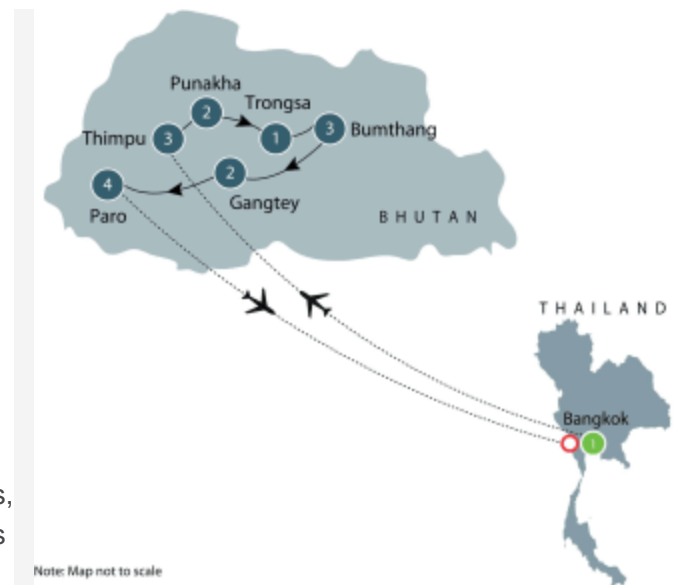 Punakha
2
Trongsa
Thimpu
3
1
3
Bumthang
4
2
Paro
Gangtey
BHUTAN
THAILAND
Bangkok
1
s,
s
Note: Map not to scale